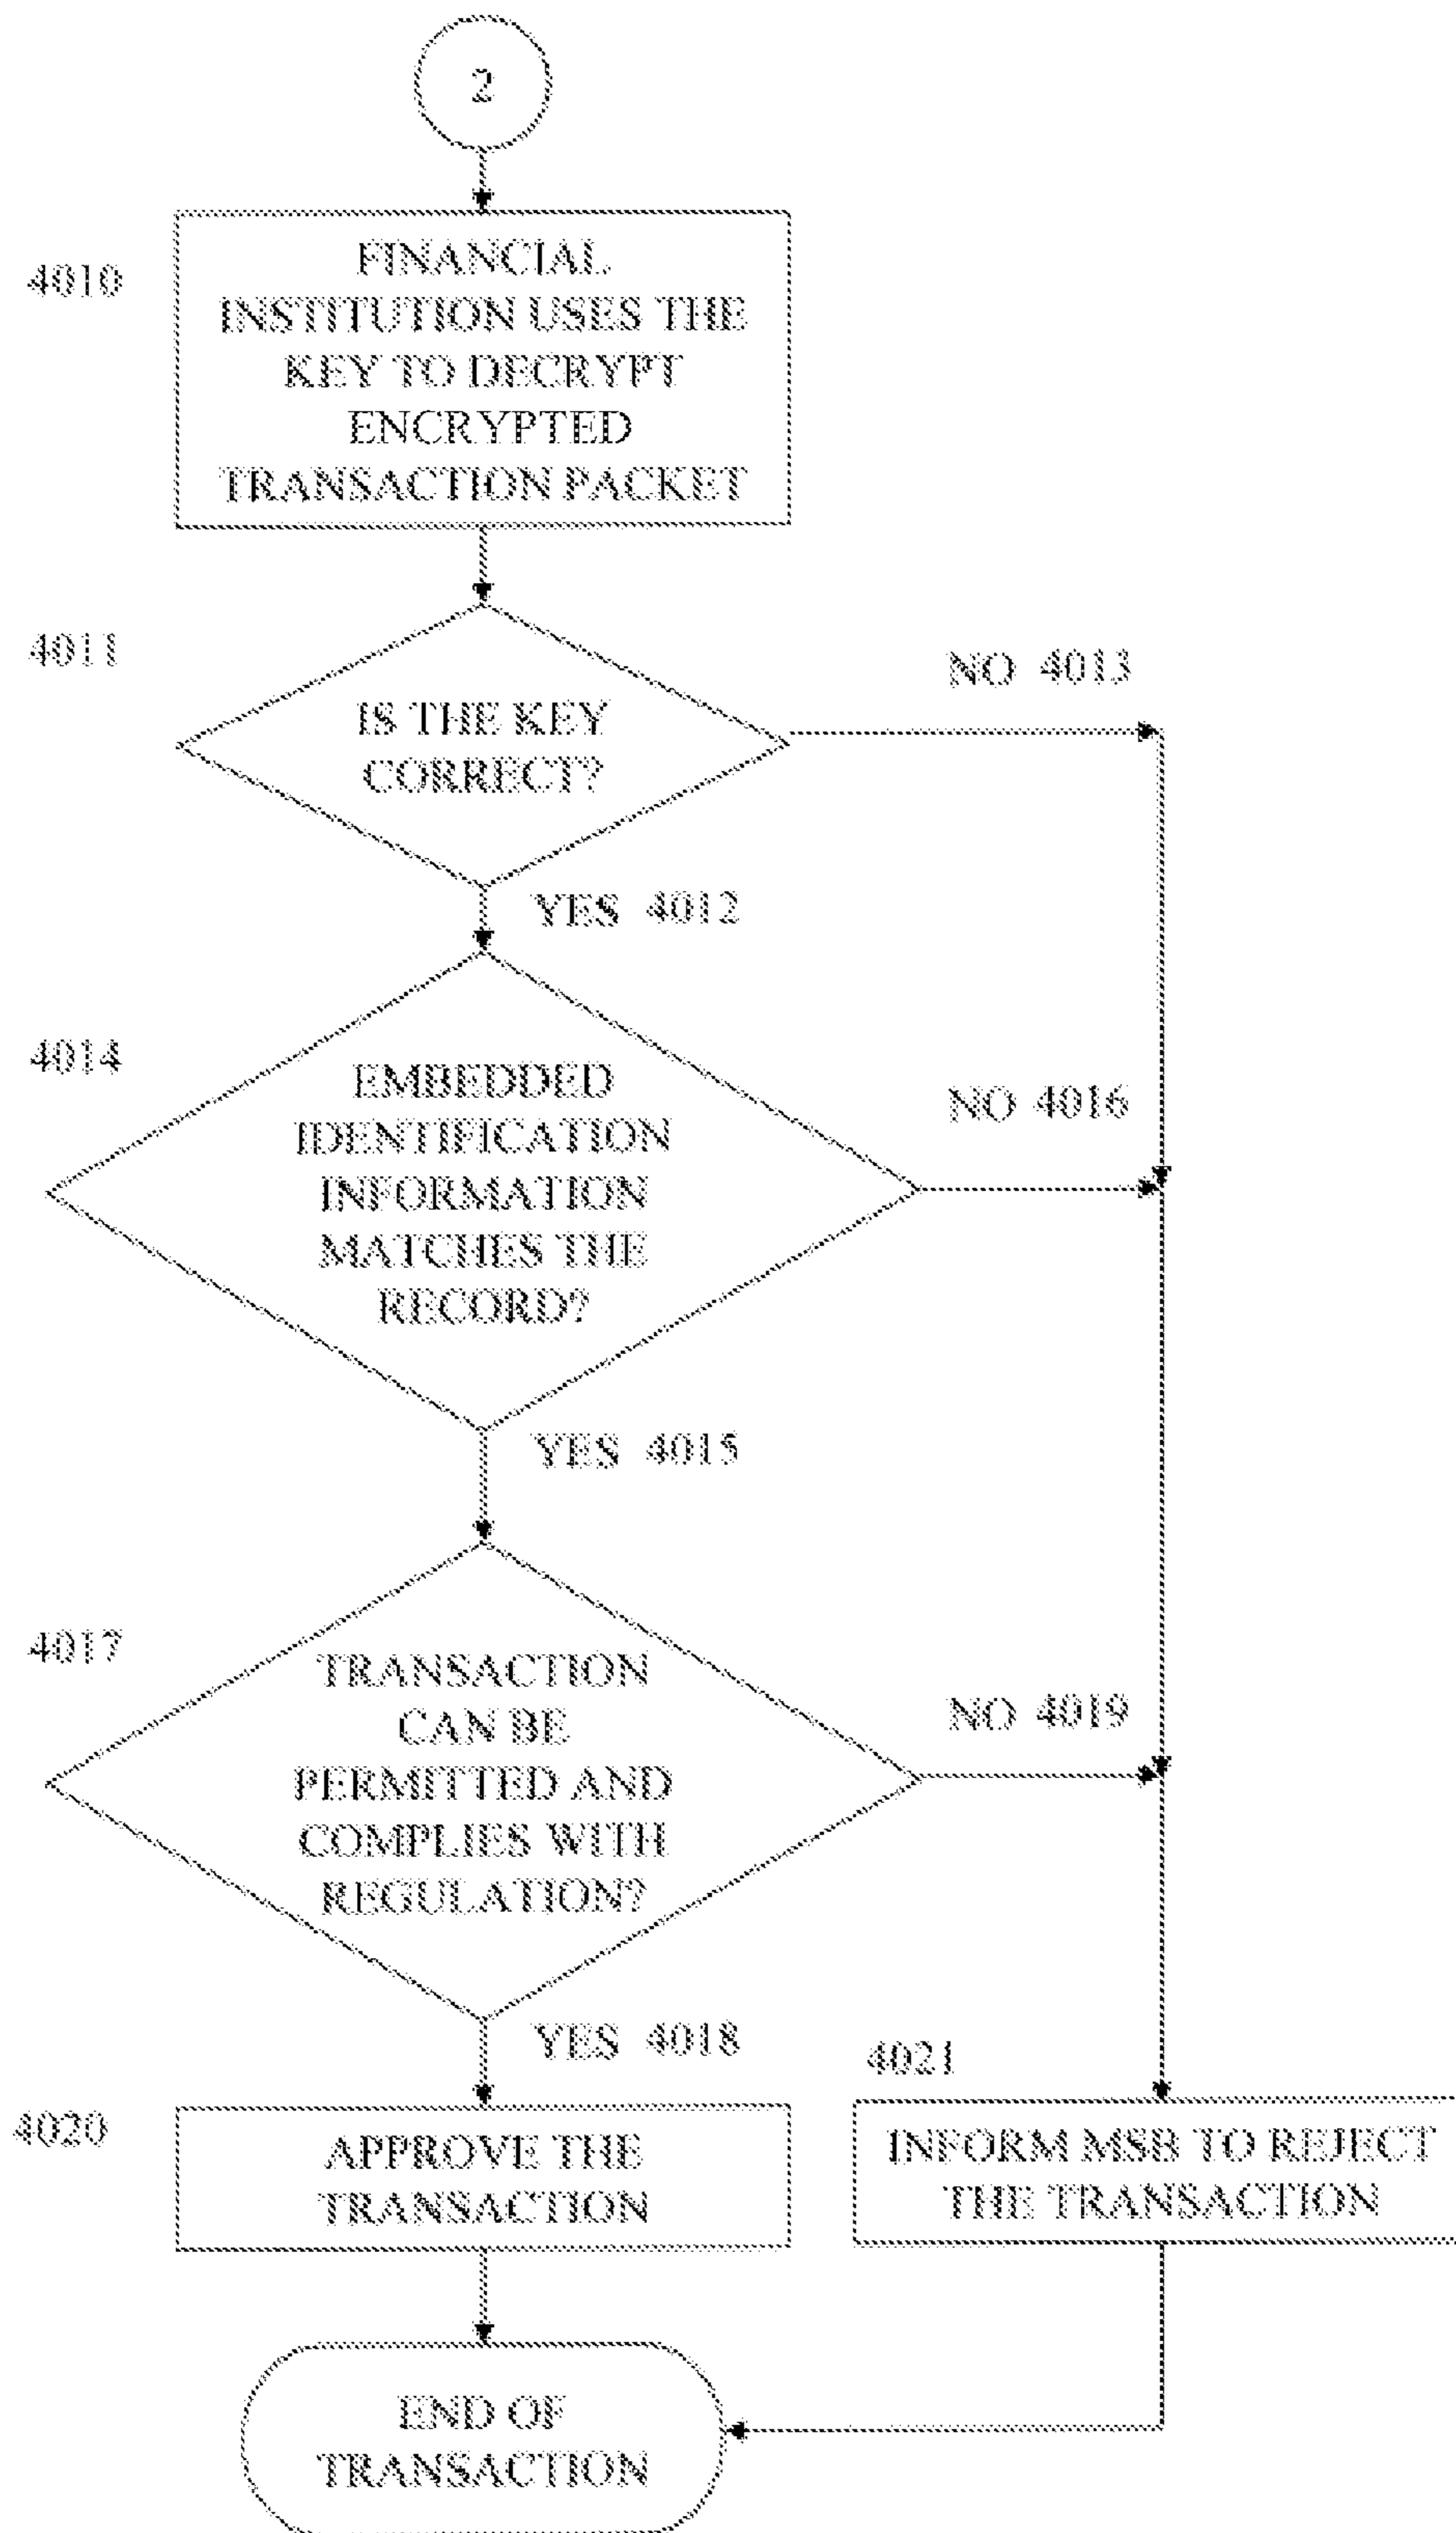 2
4010
FINANCIAL
INSTITUTION USES THE
KEY TO DECRYPT
ENCRYPTED
TRANSACTION PACKET
4011
IS THE KEY
CORRECT?
NO 4013
YES 4012
4014
EMBEDDED
IDENTIFICATION
INFORMATION
MATCHES THE
RECORD?
NO 4016
YES 4015
4017
TRANSACTION
CAN BE
PERMITTED AND
COMPLIES WITH
REGULATION?
NO 4019
YES 4018
4020
APPROVE THE
TRANSACTION
4021
INFORM MSB TO REJECT
THE TRANSACTION
END OF
TRANSACTION